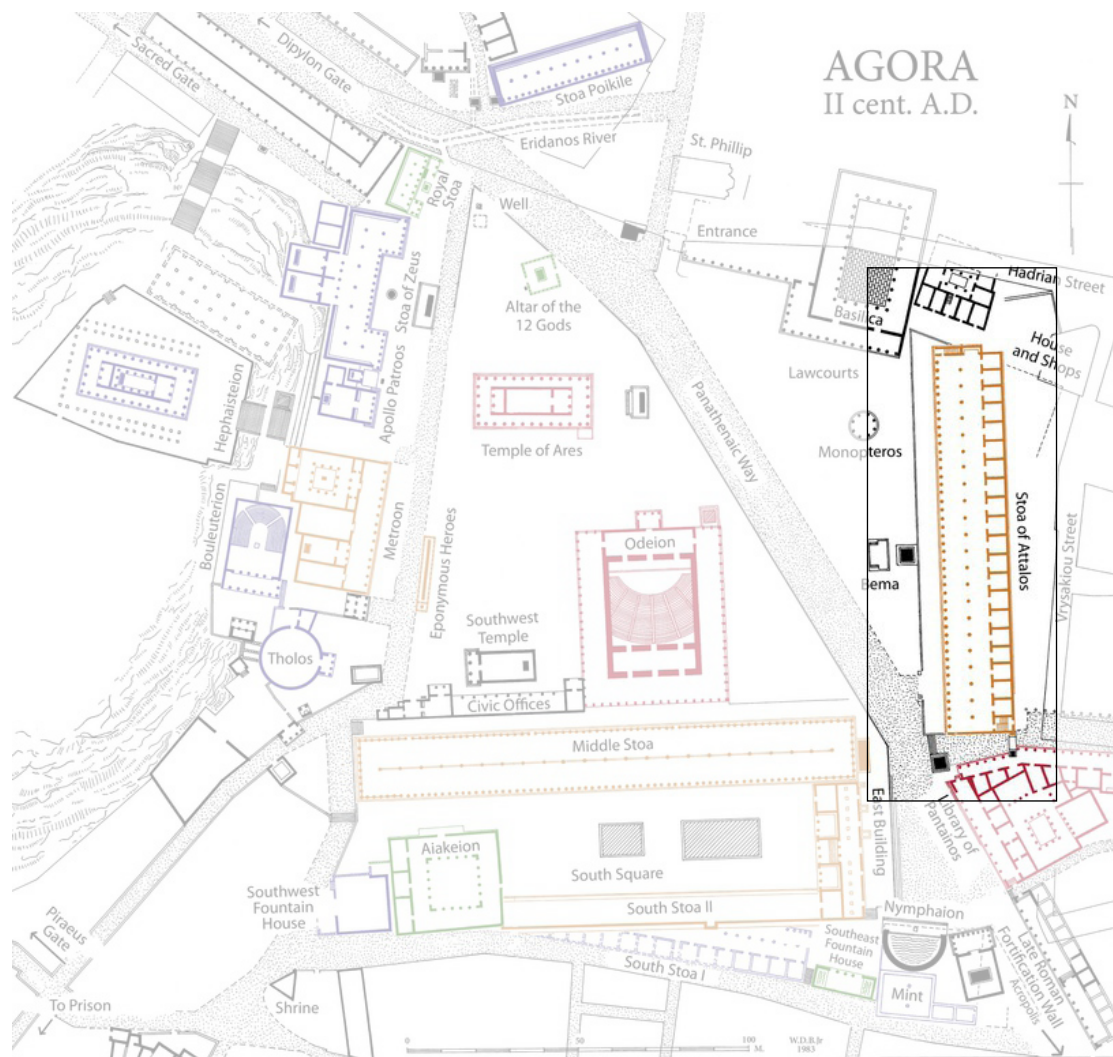 AGORA
II cent. A.D.
N
Sacred Gate
Dipylon Gate
Stoa Poikile
Eridanos River
St. Phillip
Royal
Stoa
Well
Entrance
Hadrian Street
Stoa of Zeus
Altar of the
12 Gods
Basilica
House
and Shops
Lawcourts
Hephaisteion
Apollo Patroos
Panathenaic Way
Temple of Ares
Monopteros
Bouleuterion
Metroon
Eponymous Heroes
Odeion
Stoa of Attalos
Bema
Vrysakiou Street
Southwest
Temple
Tholos
Civic Offices
Middle Stoa
East Building
Library of
Pantainos
Aiakeion
South Square
Southwest
Fountain
House
South Stoa II
Nymphaion
Piraeus
Gate
South Stoa I
Southeast
Fountain
House
Late Roman
Fortification Wall
Acropolis
Mint
To Prison
Shrine
0 50 100
M.
W.D.B.Jr
1983